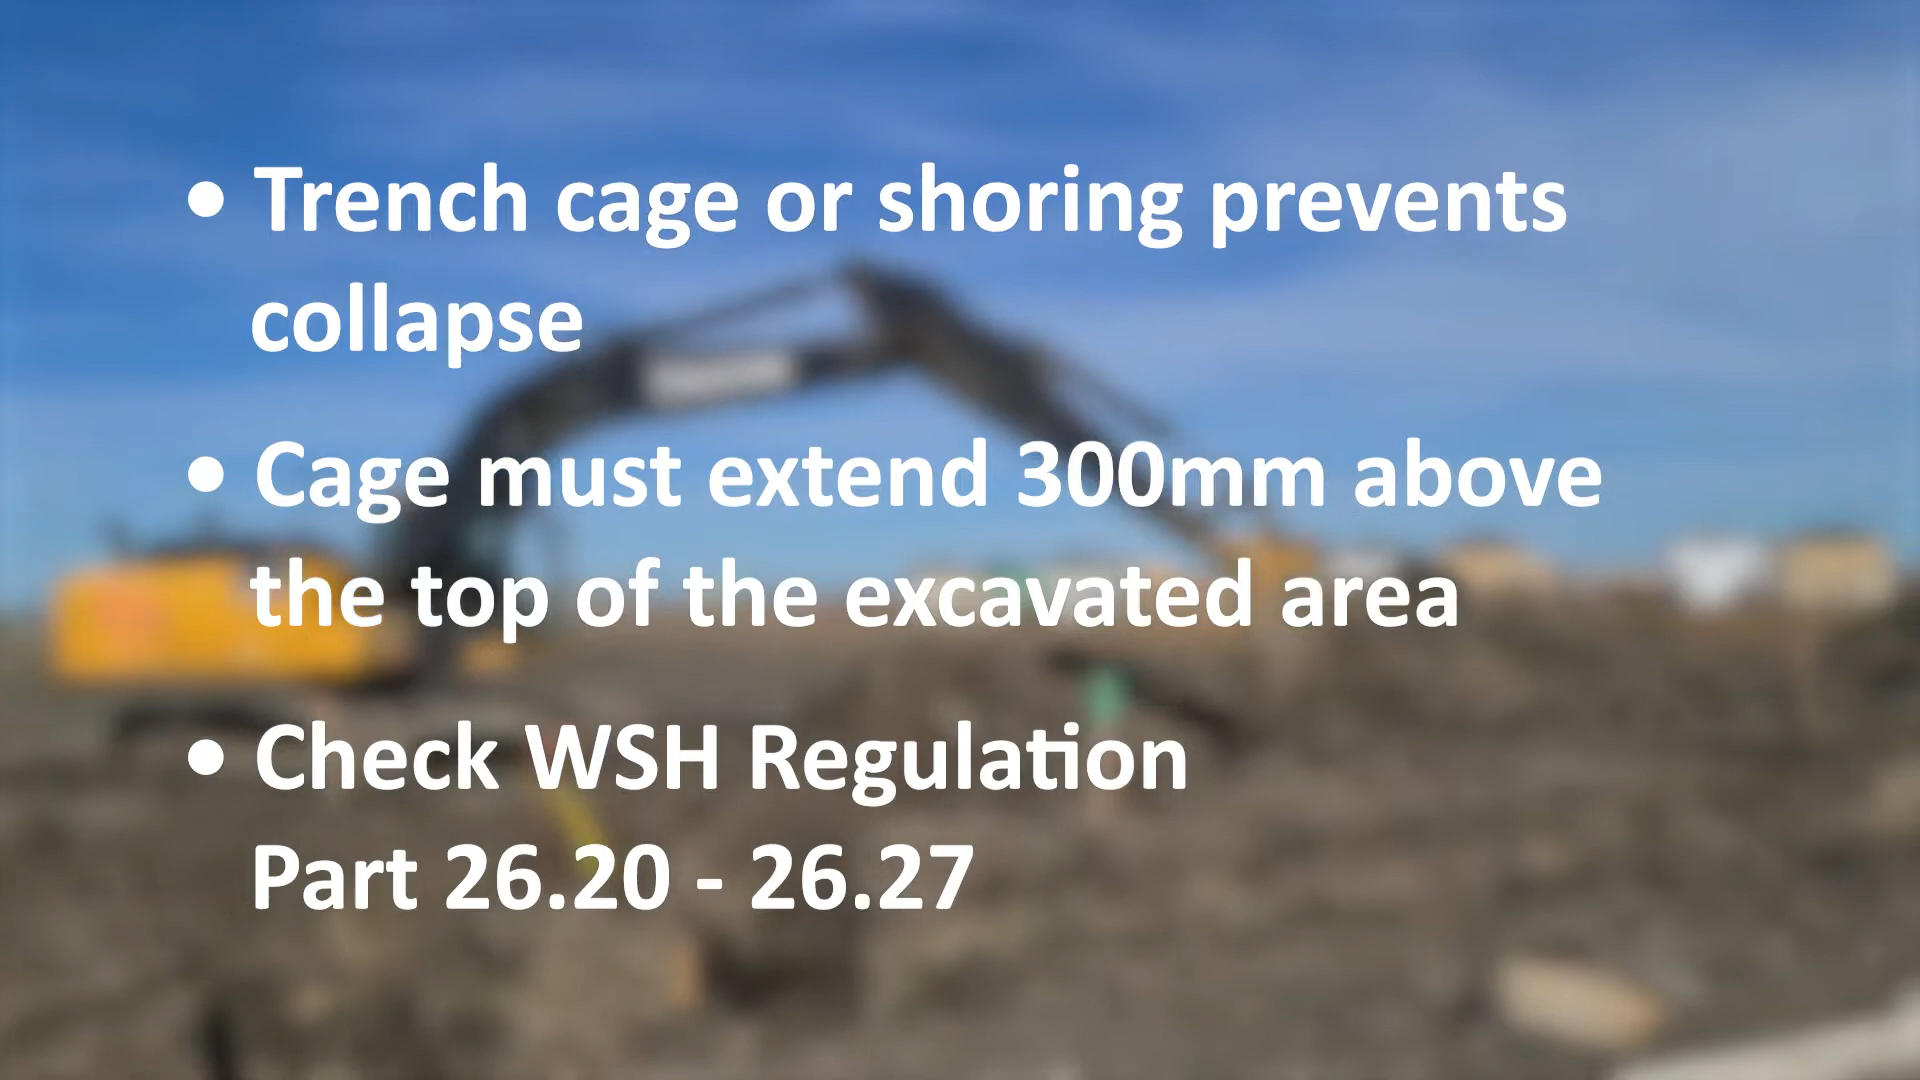 • Trench cage or shoring prevents
collapse
• Cage must extend 300mm above
the top of the excavated area
• Check WSH Regulation
Part 26.20 - 26.27